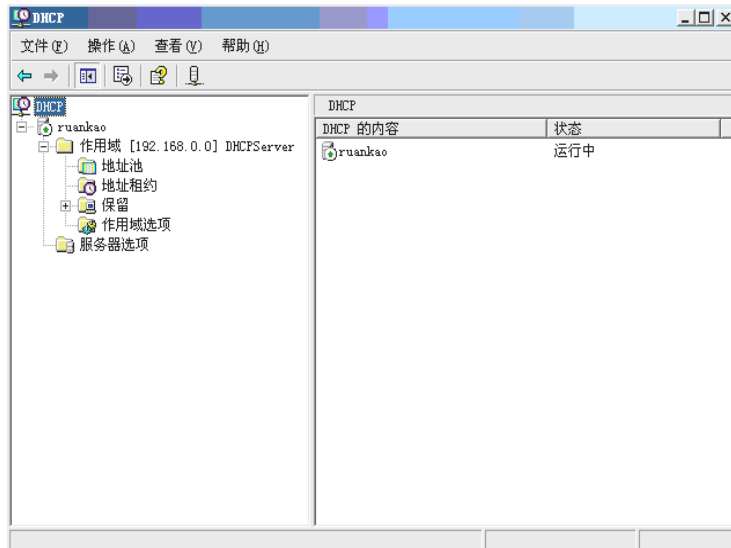 DHCP
文件(F) 操作(A) 查看(V) 帮助(H)
DHCP
ruankao
作用域 [192.168.0.0] DHCPServer
地址池
地址租约
保留
作用域选项
服务器选项
DHCP
DHCP 的内容 状态
ruankao 运行中